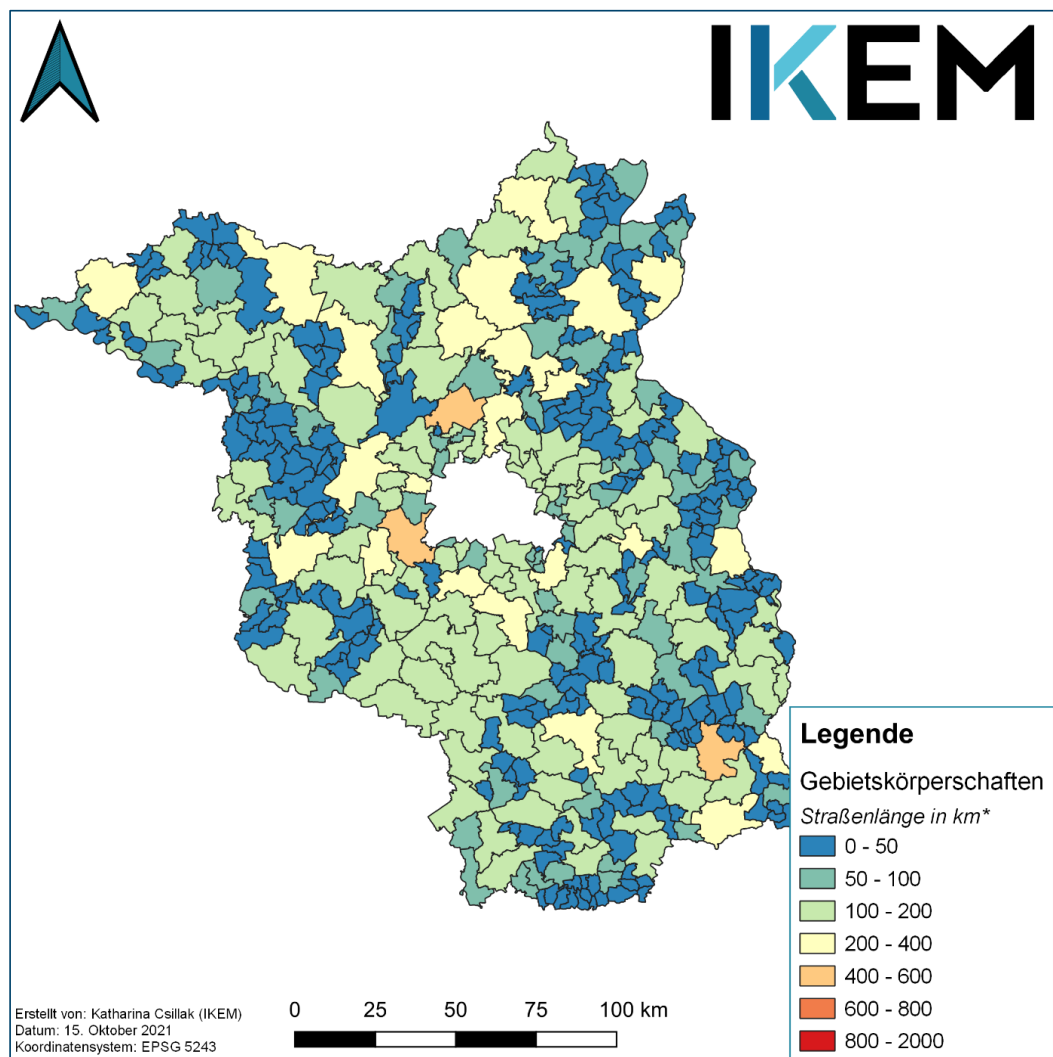 IKEM
Legende
Gebietskörperschaften
Straßenlänge in km*
0 - 50
50 - 100
100 - 200
200 - 400
400 - 600
600 - 800
800 - 2000
0 25 50 75 100 km
Erstellt von: Katharina Csillak (IKEM)
Datum: 15. Oktober 2021
Koordinatensystem: EPSG 5243